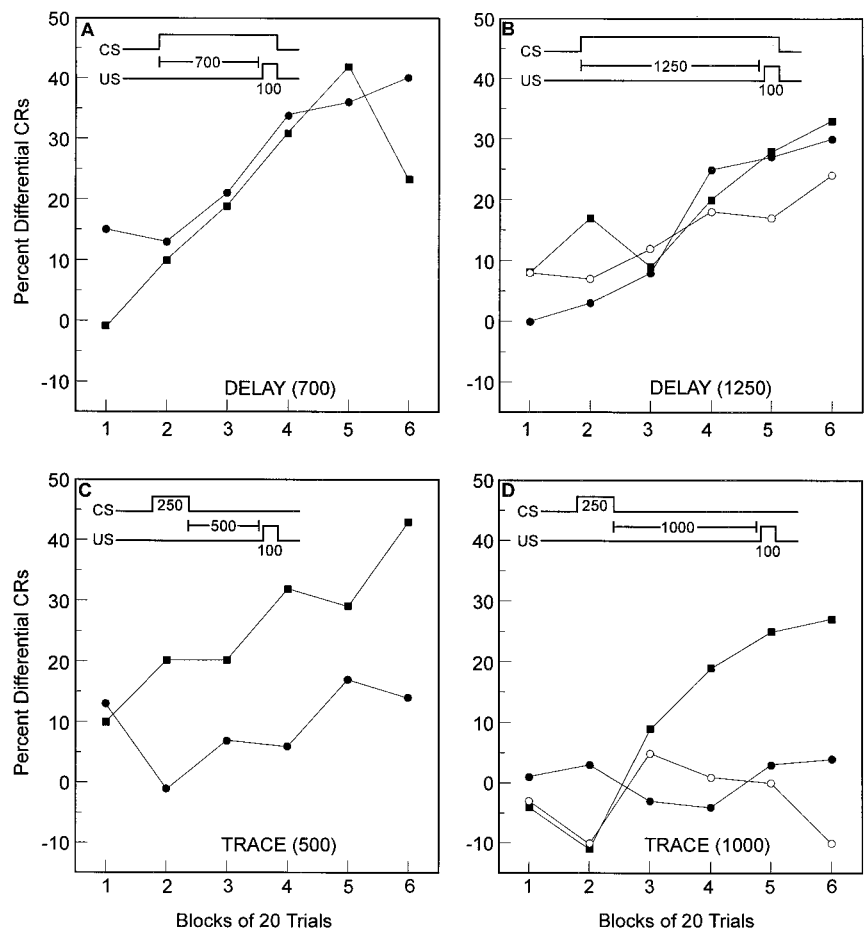 A
CS
700
US
100
50
40
30
20
10
0
-10
Percent Differential CRs
DELAY (700)
1 2 3 4 5 6
B
CS
1250
US
100
50
40
30
20
10
0
-10
DELAY (1250)
1 2 3 4 5 6
C
CS 250
500
US
100
50
40
30
20
10
0
-10
Percent Differential CRs
TRACE (500)
1 2 3 4 5 6
Blocks of 20 Trials
D
CS 250
1000
US
100
50
40
30
20
10
0
-10
TRACE (1000)
1 2 3 4 5 6
Blocks of 20 Trials